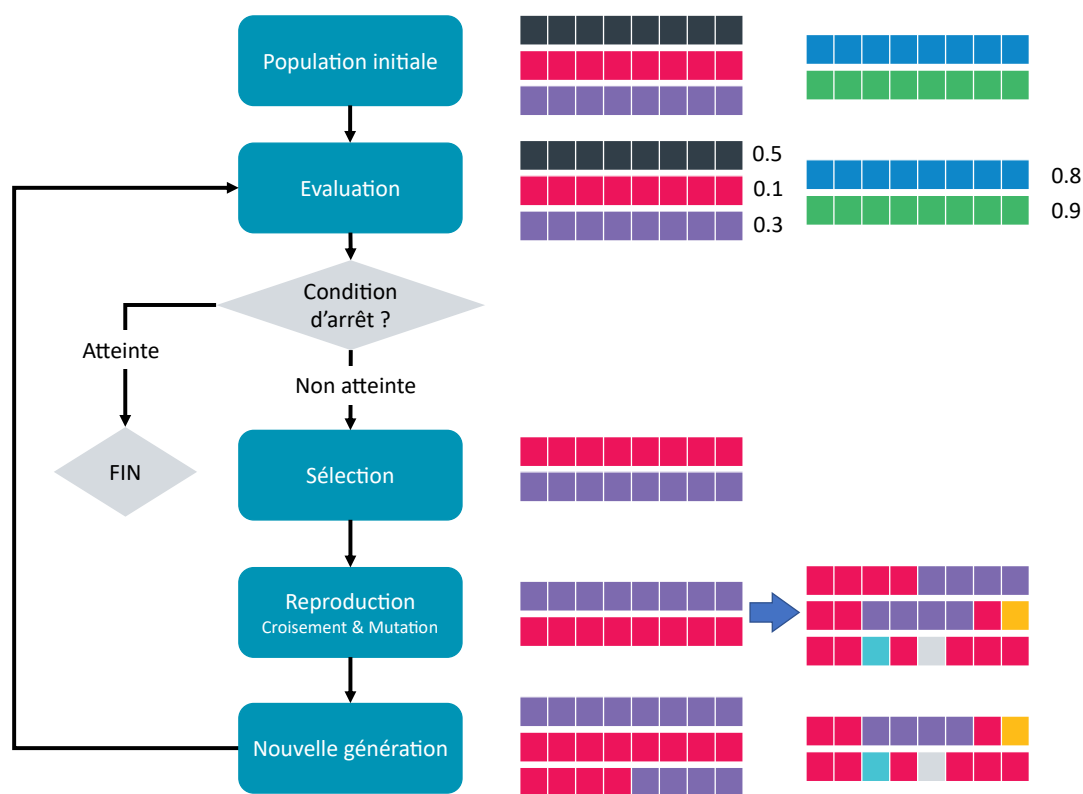 Population initiale
Evaluation
0.5
0.1
0.3
0.8
0.9
Condition
d'arrêt ?
Atteinte
Non atteinte
FIN
Sélection
Reproduction
Croisement & Mutation
Nouvelle génération